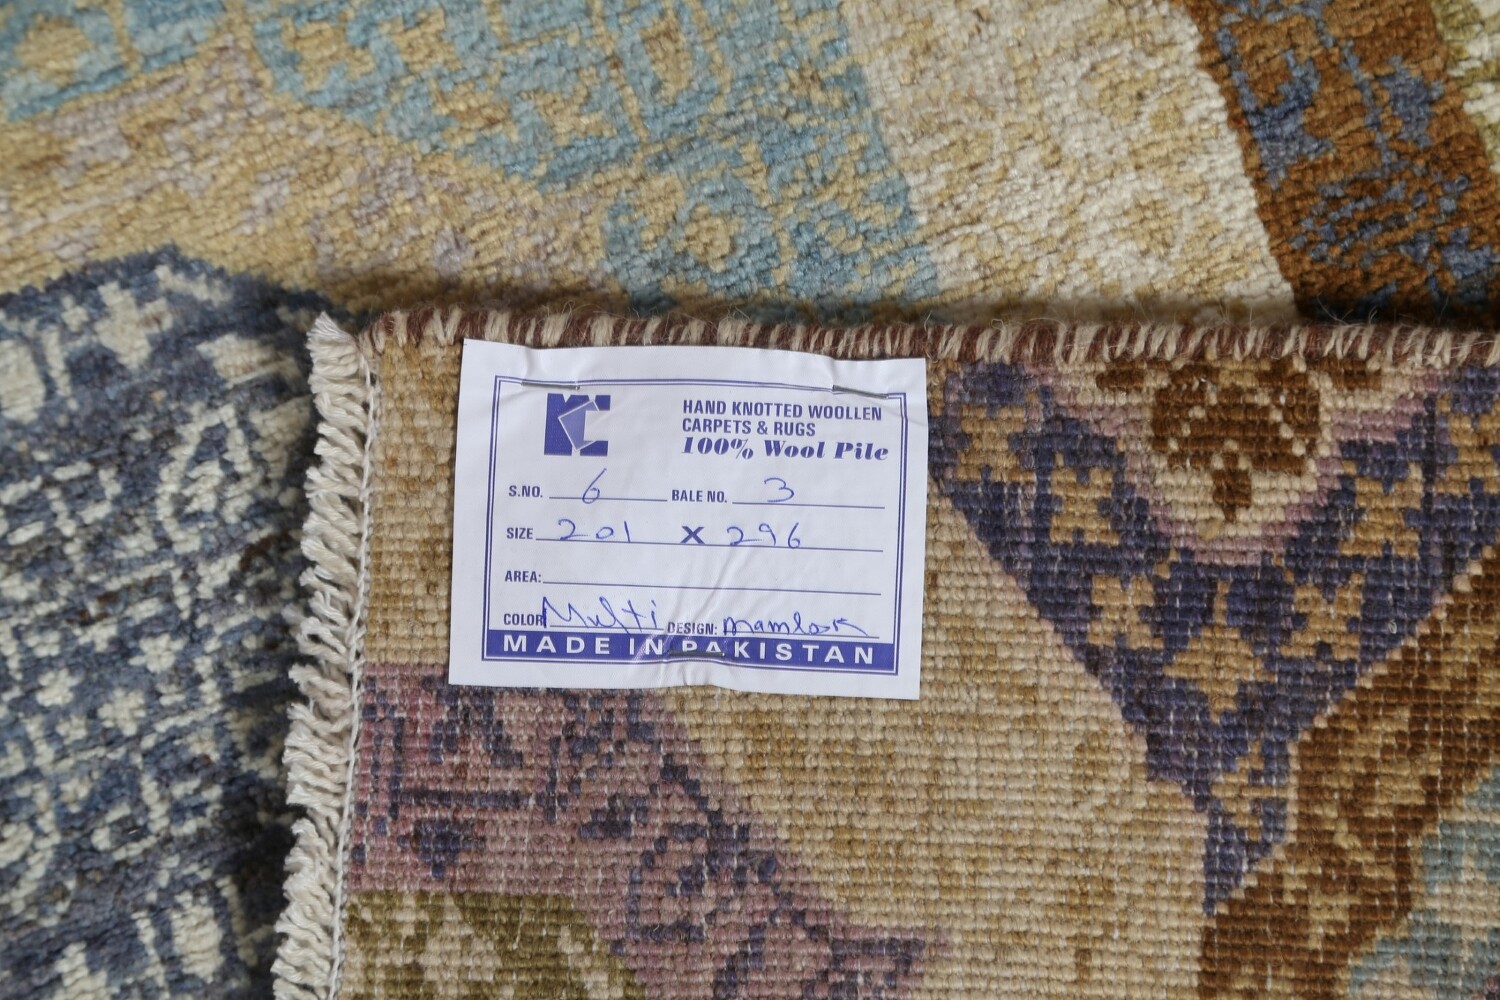 KC
HAND KNOTTED WOOLLEN
CARPETS & RUGS
100% Wool Pile
S.NO. 6 BALE NO. 3
SIZE 201 X 296
AREA:
COLOR Multi DESIGN: mamlook
MADE IN PAKISTAN